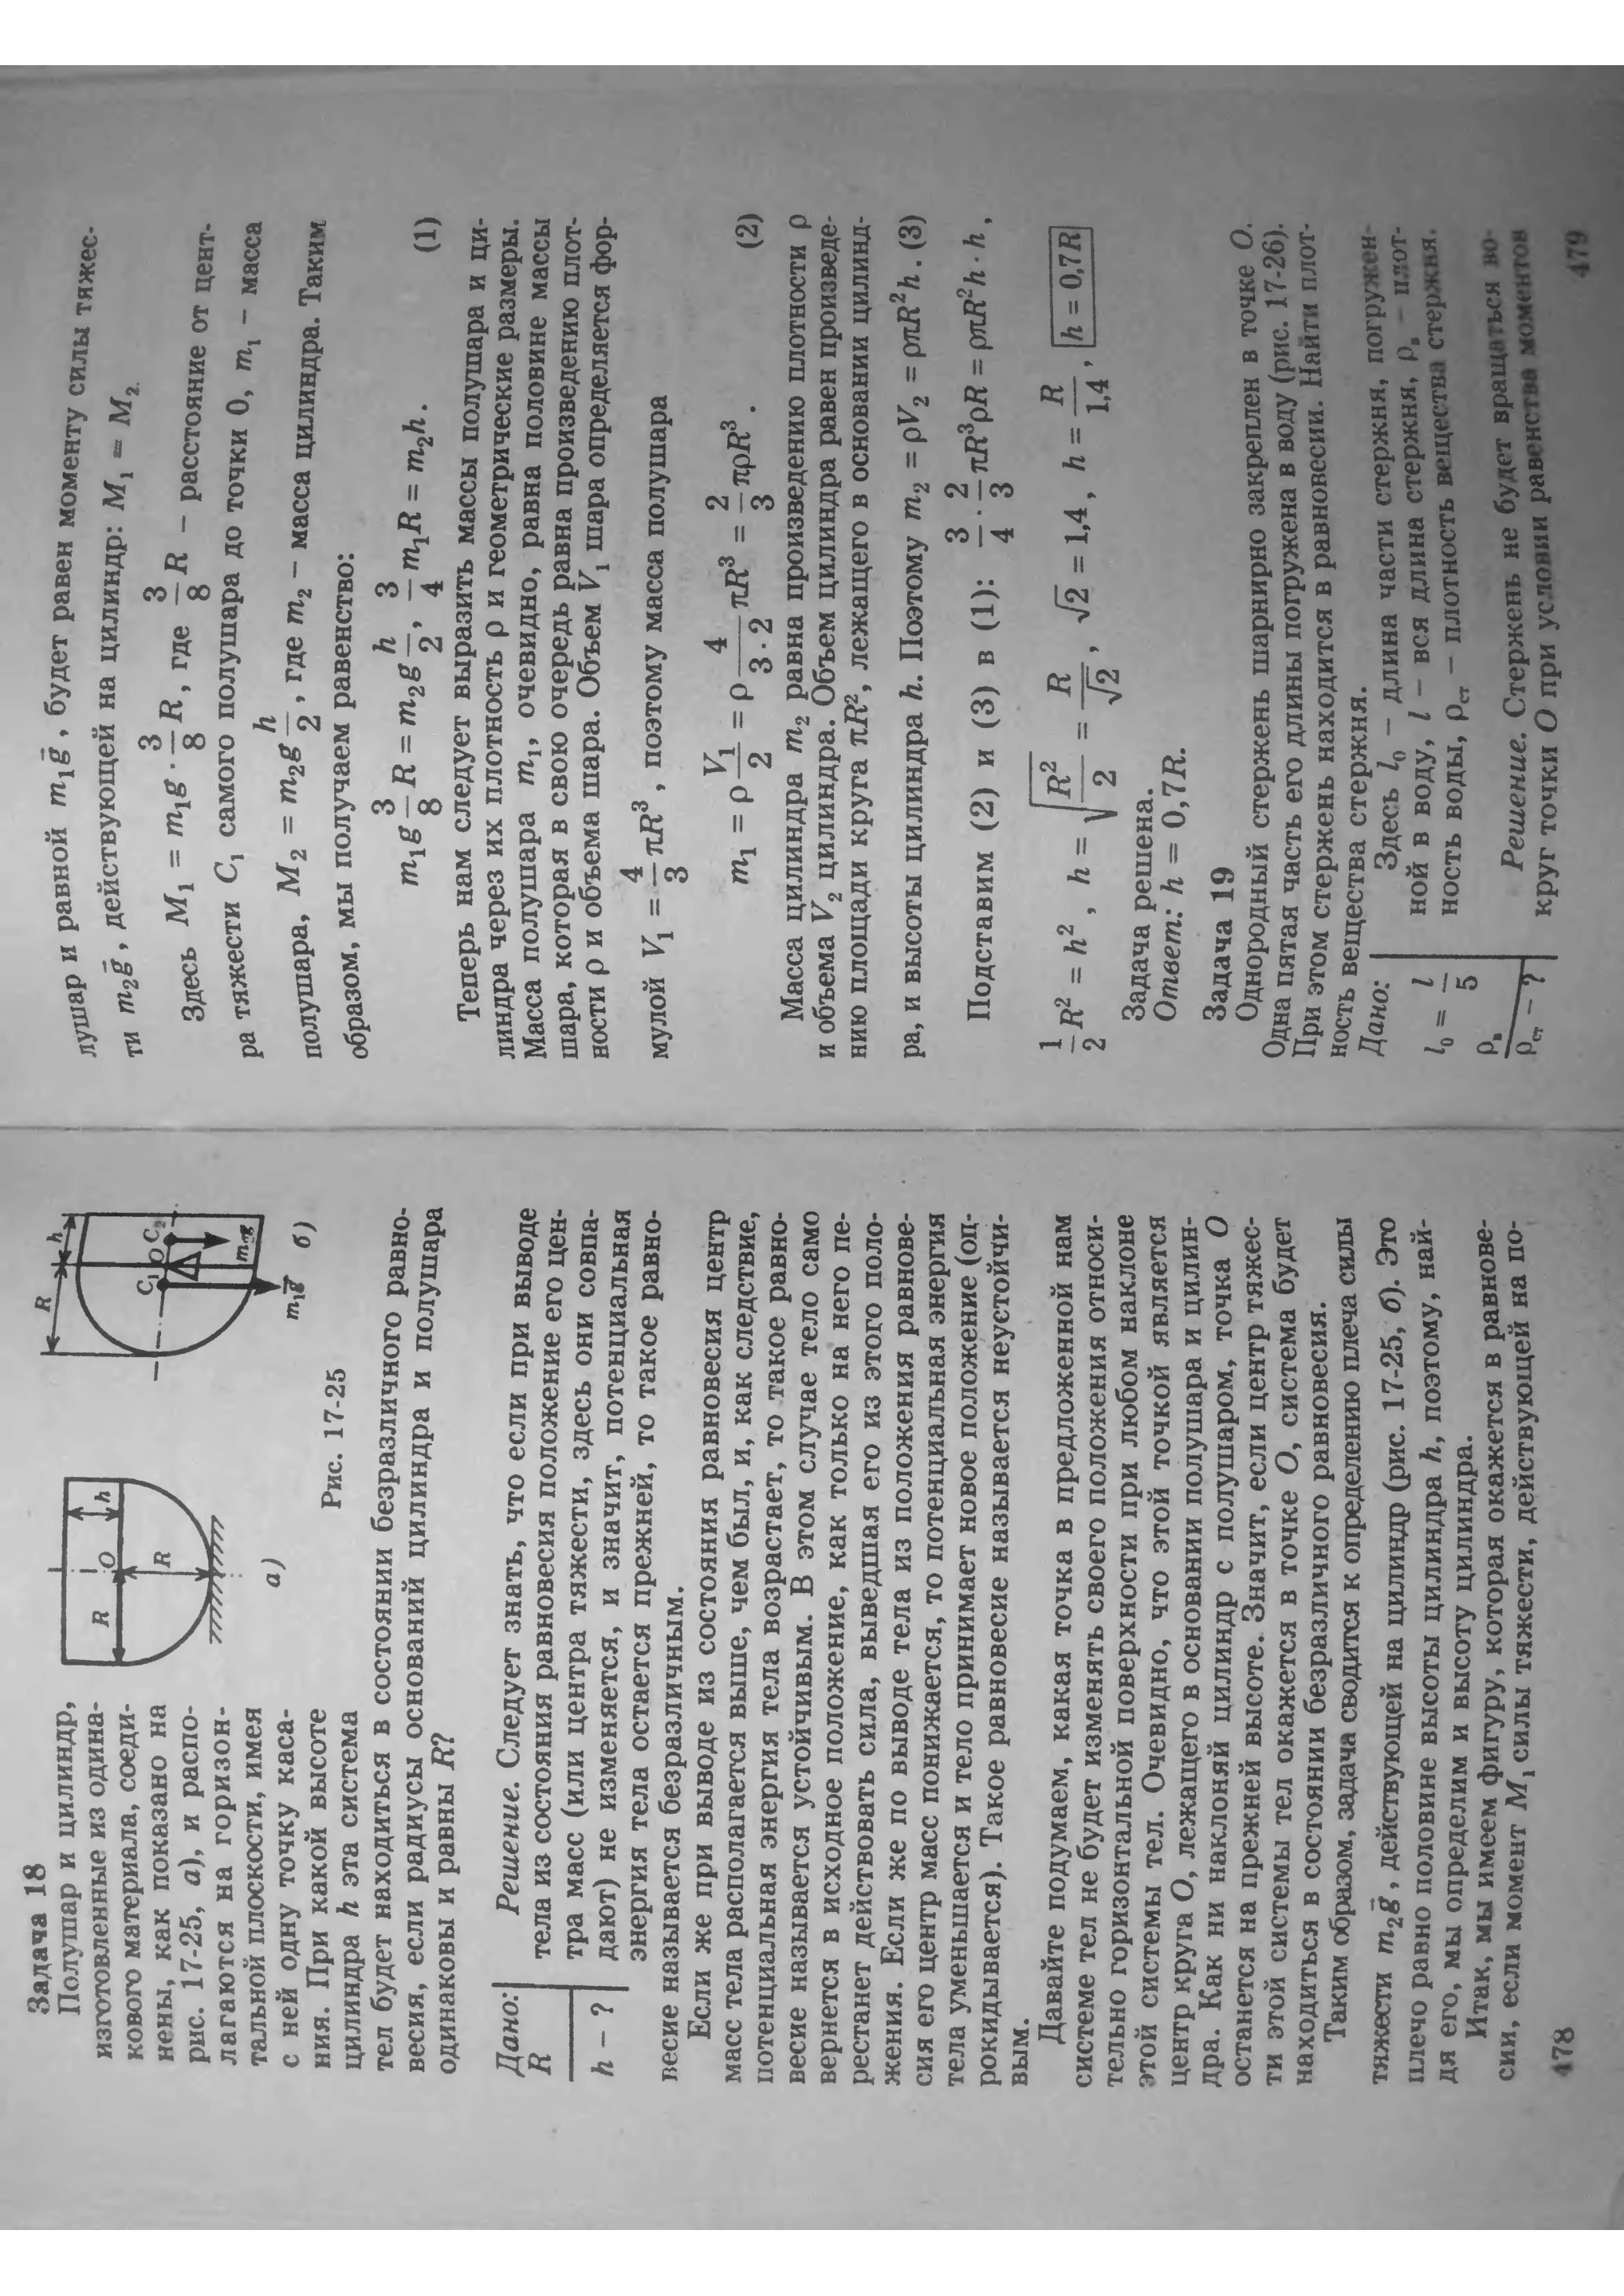 Задача 18
Полушар и цилиндр,
изготовленные из одина-
кового материала, соеди-
нены, как показано на
рис. 17-25, а), и распо-
лагаются на горизон-
тальной плоскости, имея
с ней одну точку каса-
ния. При какой высоте
цилиндра h эта система
тел будет находиться в состоянии безразличного равно-
весия, если радиусы оснований цилиндра и полушара
одинаковы и равны R?
R
O
h
R
а)
R
h
C₁
O
C₂
m₁g⃗
m₂g⃗
б)
Рис. 17-25
Дано:
R
h – ?
Решение. Следует знать, что если при выводе
тела из состояния равновесия положение его цен-
тра масс (или центра тяжести, здесь они совпа-
дают) не изменяется, и значит, потенциальная
энергия тела остается прежней, то такое равно-
весие называется безразличным.
Если же при выводе из состояния равновесия центр
масс тела располагается выше, чем был, и, как следствие,
потенциальная энергия тела возрастает, то такое равно-
весие называется устойчивым. В этом случае тело само
вернется в исходное положение, как только на него пе-
рестанет действовать сила, выведшая его из этого поло-
жения. Если же по выводе тела из положения равнове-
сия его центр масс понижается, то потенциальная энергия
тела уменьшается и тело принимает новое положение (оп-
рокидывается). Такое равновесие называется неустойчи-
вым.
Давайте подумаем, какая точка в предложенной нам
системе тел не будет изменять своего положения относи-
тельно горизонтальной поверхности при любом наклоне
этой системы тел. Очевидно, что этой точкой является
центр круга O, лежащего в основании полушара и цилин-
дра. Как ни наклоняй цилиндр с полушаром, точка O
останется на прежней высоте. Значит, если центр тяжес-
ти этой системы тел окажется в точке O, система будет
находиться в состоянии безразличного равновесия.
Таким образом, задача сводится к определению плеча силы
тяжести m₂g⃗, действующей на цилиндр (рис. 17-25, б). Это
плечо равно половине высоты цилиндра h, поэтому, най-
дя его, мы определим и высоту цилиндра.
Итак, мы имеем фигуру, которая окажется в равнове-
сии, если момент M₁ силы тяжести, действующей на по-
478
лушар и равной m₁g⃗, будет равен моменту силы тяжес-
ти m₂g⃗, действующей на цилиндр: M₁ = M₂.
Здесь M₁ = m₁g · 3/8 R, где 3/8 R – расстояние от цент-
ра тяжести C₁ самого полушара до точки O, m₁ – масса
полушара, M₂ = m₂g h/2, где m₂ – масса цилиндра. Таким
образом, мы получаем равенство:
m₁g 3/8 R = m₂g h/2, 3/4 m₁R = m₂h. (1)
Теперь нам следует выразить массы полушара и ци-
линдра через их плотность ρ и геометрические размеры.
Масса полушара m₁, очевидно, равна половине массы
шара, которая в свою очередь равна произведению плот-
ности ρ и объема шара. Объем V₁ шара определяется фор-
мулой V₁ = 4/3 πR³, поэтому масса полушара
m₁ = ρ V₁/2 = ρ 4/(3 · 2) πR³ = 2/3 πρR³. (2)
Масса цилиндра m₂ равна произведению плотности ρ
и объема V₂ цилиндра. Объем цилиндра равен произведе-
нию площади круга πR², лежащего в основании цилинд-
ра, и высоты цилиндра h. Поэтому m₂ = ρV₂ = ρπR²h. (3)
Подставим (2) и (3) в (1): 3/4 · 2/3 πR³ρR = ρπR²h · h,
1/2 R² = h², h = √(R²/2) = R/√2, √2 = 1,4, h = R/1,4, h = 0,7R
Задача решена.
Ответ: h = 0,7R.
Задача 19
Однородный стержень шарнирно закреплен в точке O.
Одна пятая часть его длины погружена в воду (рис. 17-26).
При этом стержень находится в равновесии. Найти плот-
ность вещества стержня.
Дано:
l₀ = l/5
ρв
ρст – ?
Здесь l₀ – длина части стержня, погружен-
ной в воду, l – вся длина стержня, ρв – плот-
ность воды, ρст – плотность вещества стержня.
Решение. Стержень не будет вращаться во-
круг точки O при условии равенства моментов
479